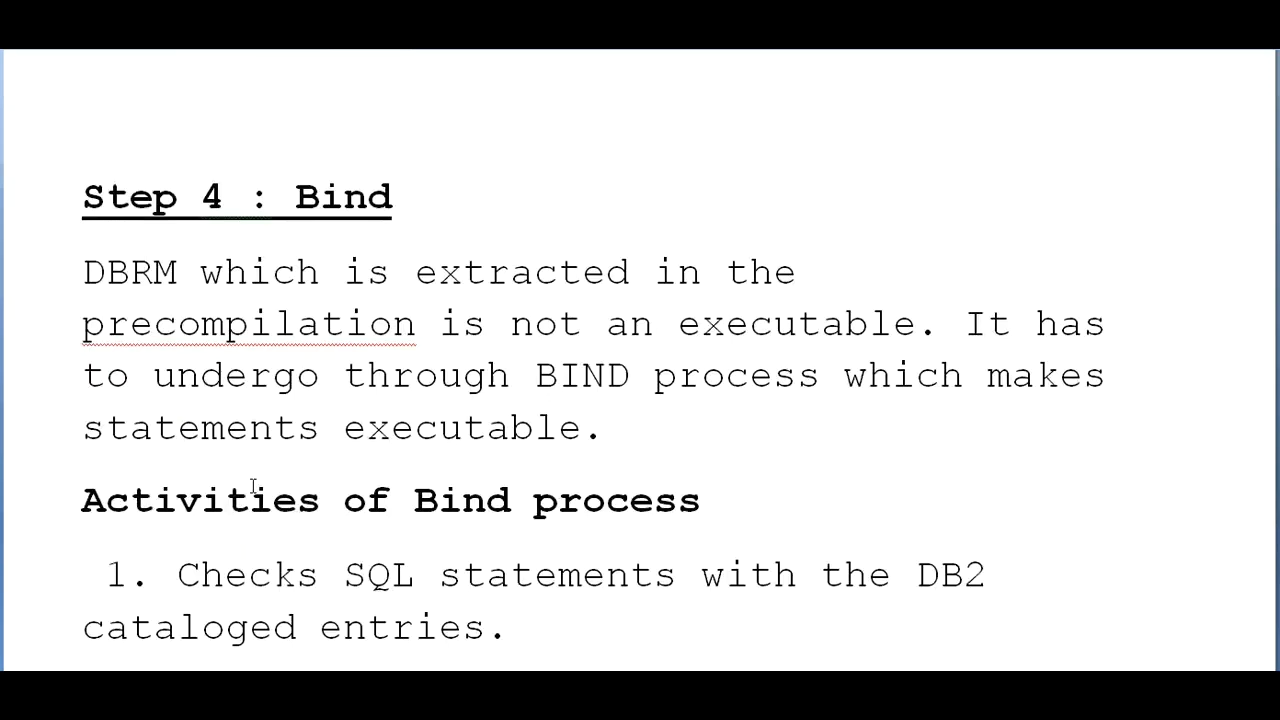 Step 4 : Bind
DBRM which is extracted in the
precompilation is not an executable. It has
to undergo through BIND process which makes
statements executable.
Activities of Bind process
1. Checks SQL statements with the DB2
cataloged entries.